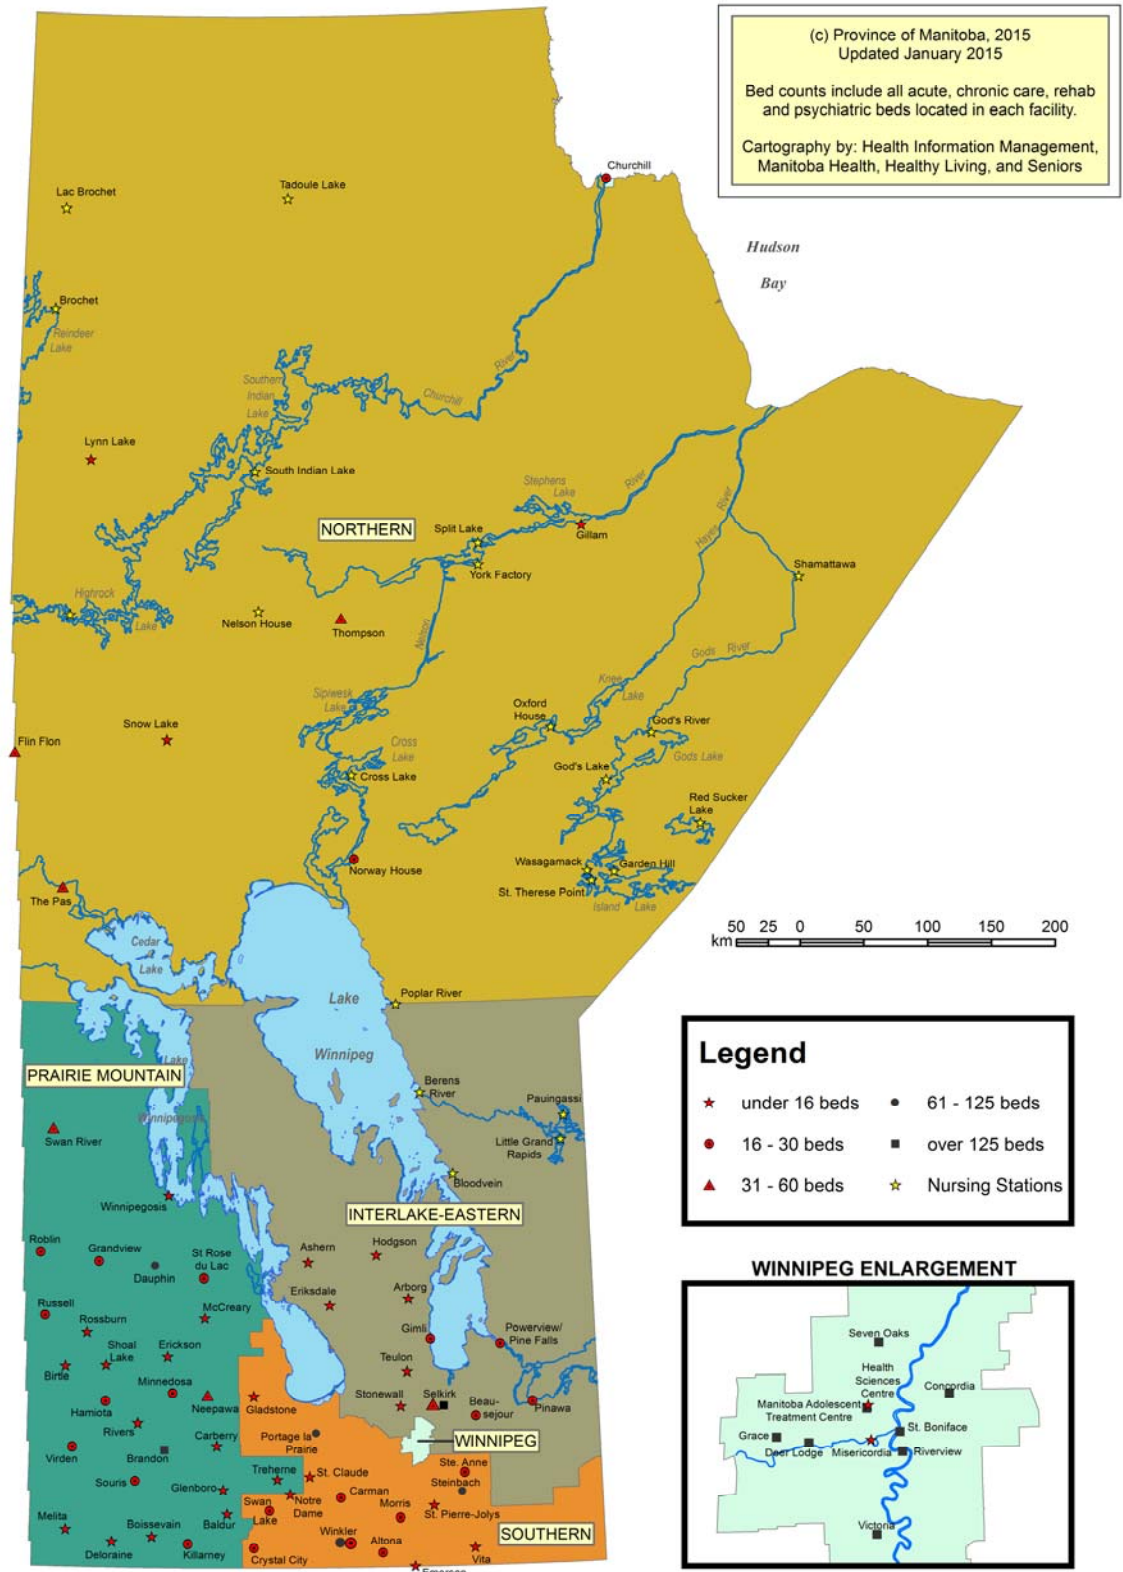 (c) Province of Manitoba, 2015
Updated January 2015
Bed counts include all acute, chronic care, rehab
and psychiatric beds located in each facility.
Cartography by: Health Information Management,
Manitoba Health, Healthy Living, and Seniors
Churchill
Lac Brochet
Tadoule Lake
Hudson
Bay
Brochet
Reindeer
Lake
River
Southern
Indian
Lake
Churchill
Lynn Lake
South Indian Lake
Stephens
Lake
River
River
NORTHERN
Split Lake
Gillam
Hayes
York Factory
Shamattawa
Highrock
Lake
Nelson House
Thompson
Nelson
Gods River
Knee
Lake
Sipiwesk
Lake
Oxford
House
God's River
Snow Lake
Flin Flon
Cross
Lake
Gods Lake
God's Lake
Cross Lake
Red Sucker
Lake
Norway House
Wasagamack
Garden Hill
St. Therese Point
Island Lake
The Pas
Cedar
Lake
50 25 0 50 100 150 200
km
Poplar River
Lake
Winnipeg
Lake
Winnipegosis
PRAIRIE MOUNTAIN
Berens
River
Pauingassi
Swan River
Little Grand
Rapids
Bloodvein
Winnipegosis
INTERLAKE-EASTERN
Roblin
Grandview
Dauphin
St Rose
du Lac
Ashern
Hodgson
Eriksdale
Arborg
Russell
Rossburn
McCreary
Gimli
Powerview/
Pine Falls
Shoal
Lake
Erickson
Birtle
Minnedosa
Teulon
Stonewall
Selkirk
Beau-
sejour
Pinawa
Hamiota
Neepawa
Gladstone
Rivers
Carberry
Portage la
Prairie
WINNIPEG
Virden
Brandon
Ste. Anne
Steinbach
Souris
Glenboro
Treherne
St. Claude
Notre
Dame
Carman
Swan
Lake
Morris
St. Pierre-Jolys
Melita
Boissevain
Baldur
Winkler
Altona
SOUTHERN
Deloraine
Killarney
Crystal City
Vita
Emerson
Legend
under 16 beds
61 - 125 beds
16 - 30 beds
over 125 beds
31 - 60 beds
Nursing Stations
WINNIPEG ENLARGEMENT
Seven Oaks
Health
Sciences
Centre
Concordia
Manitoba Adolescent
Treatment Centre
Grace
Deer Lodge
St. Boniface
Misericordia
Riverview
Victoria